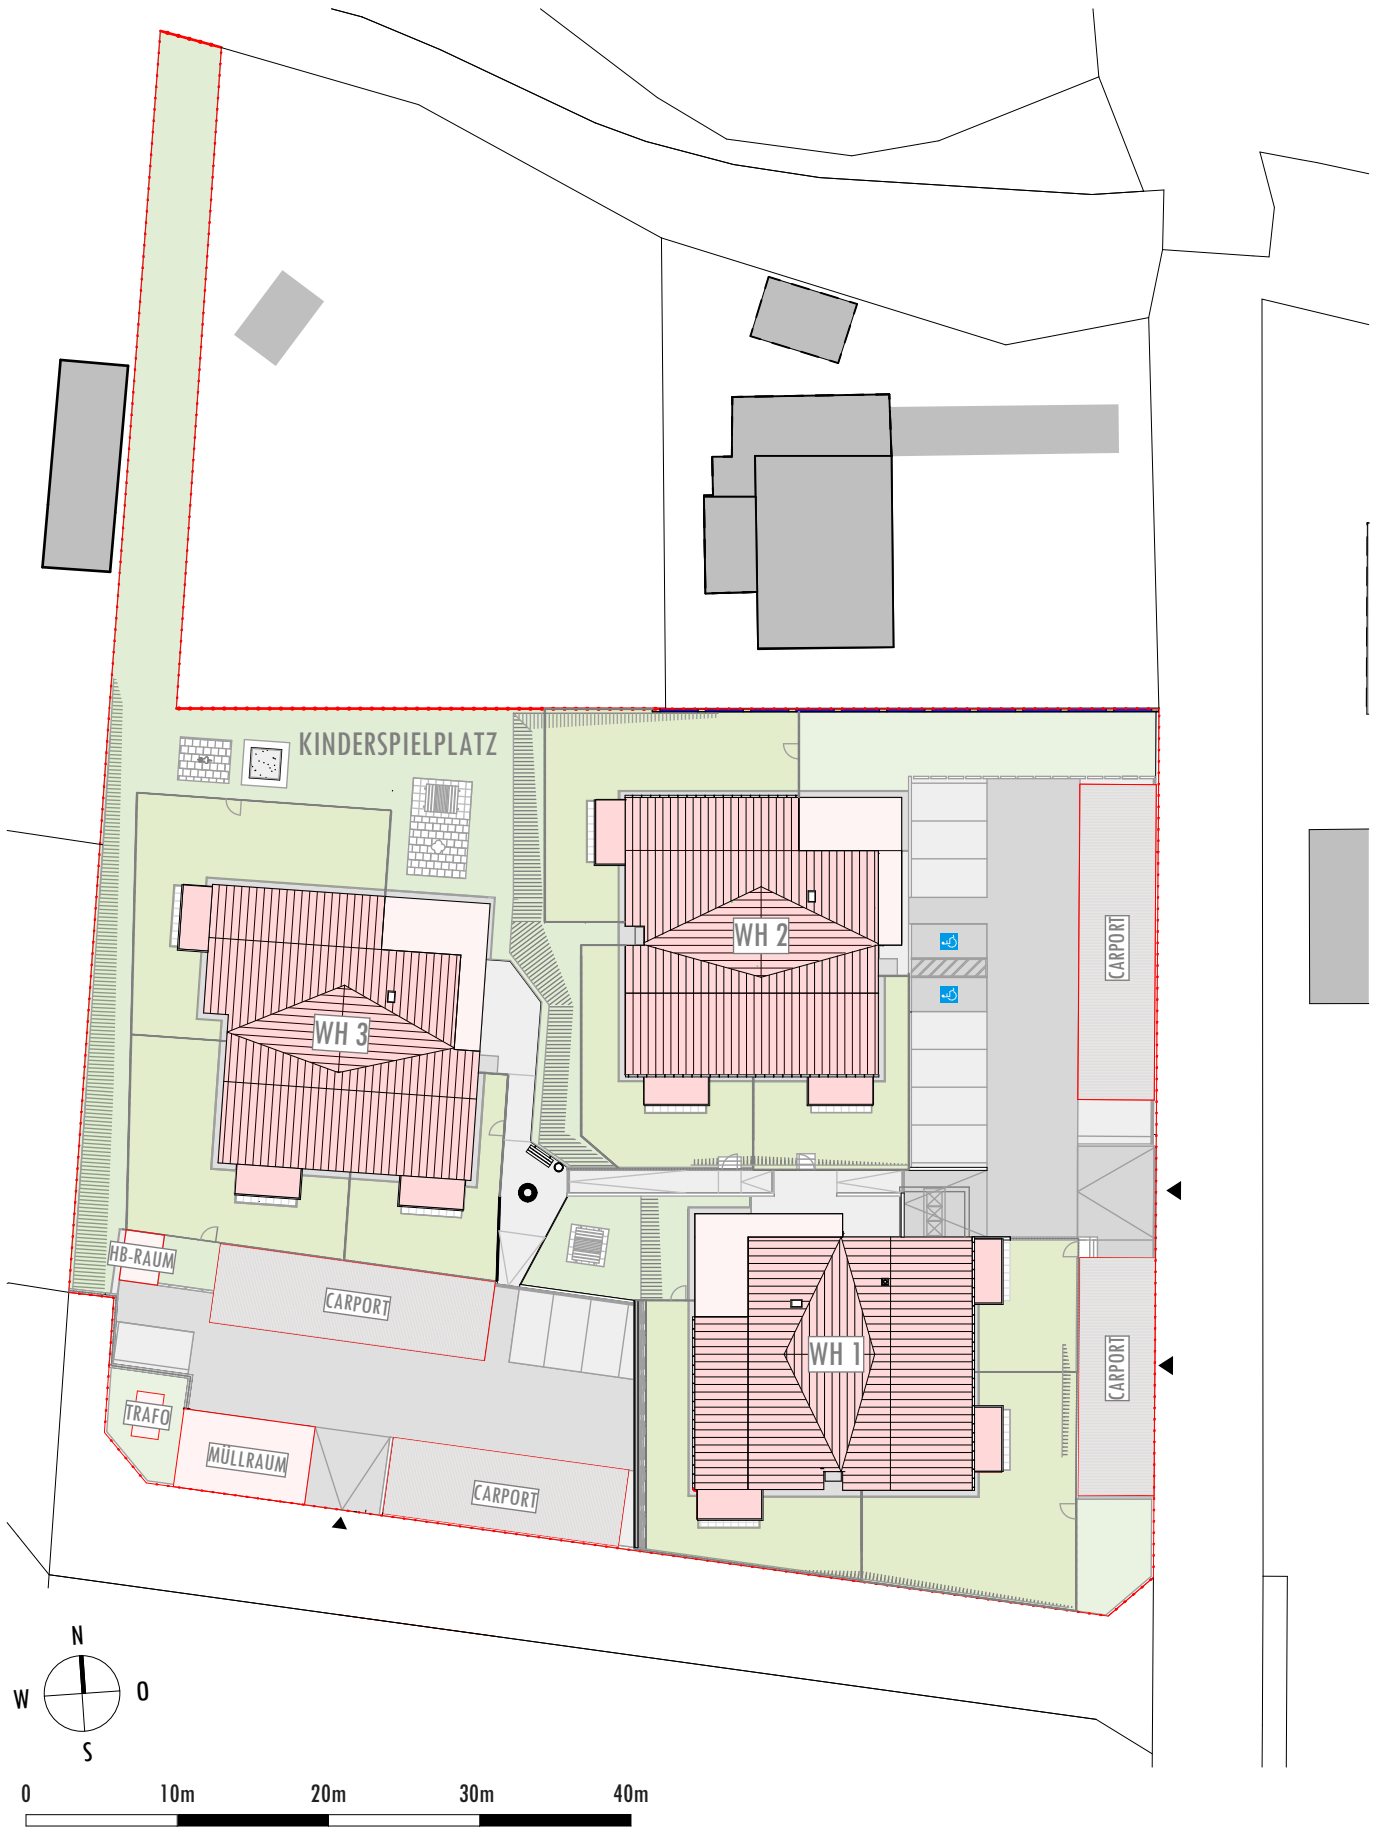 KINDERSPIELPLATZ
WH 2
CARPORT
WH 3
HB-RAUM
CARPORT
WH 1
CARPORT
TRAFO
MÜLLRAUM
CARPORT
N
W O
S
0 10m 20m 30m 40m